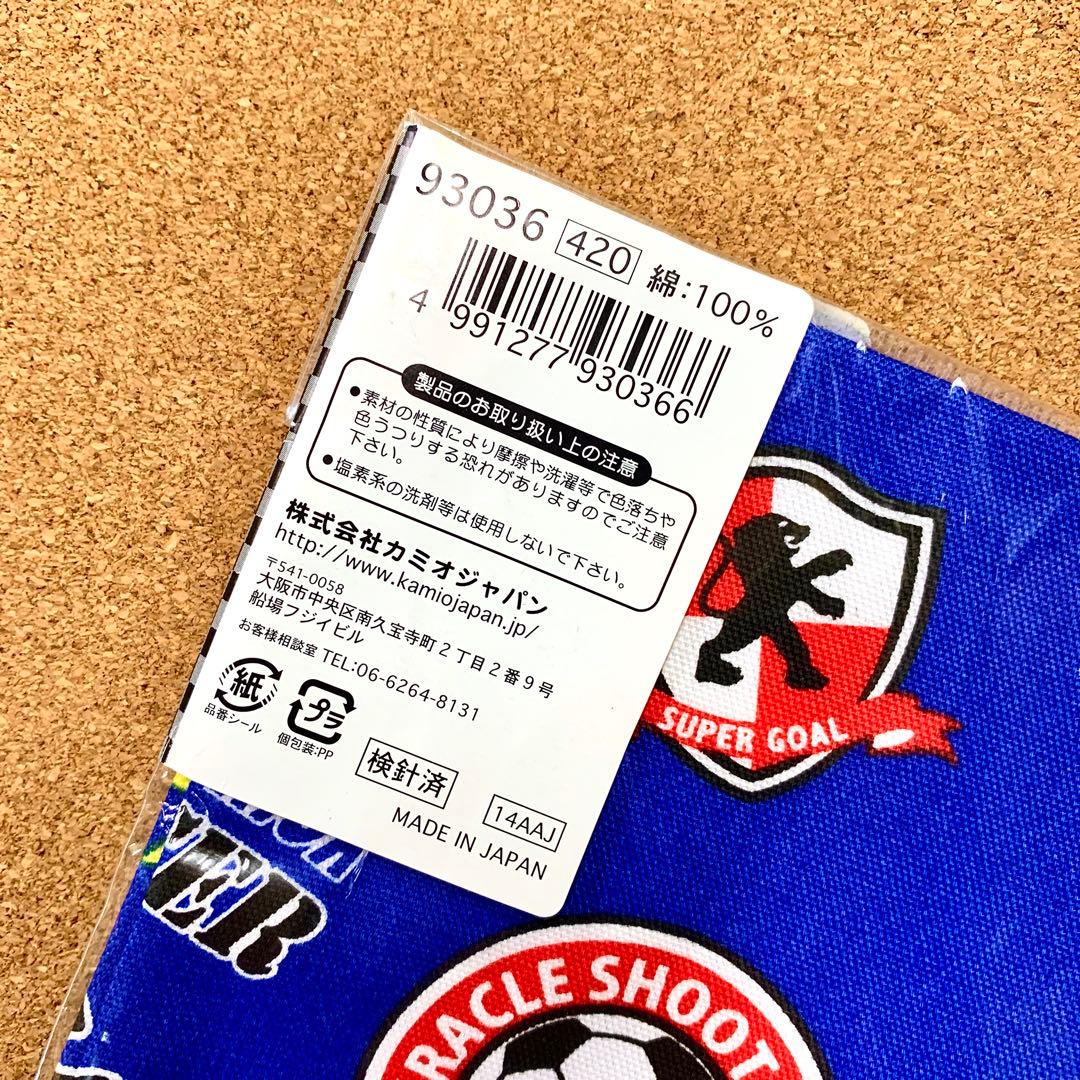 93036 420 綿:100%
4 991277 930366
製品のお取り扱い上の注意
●素材の性質により摩擦や洗濯等で色落ちや
色うつりする恐れがありますのでご注意
下さい。
●塩素系の洗剤等は使用しないで下さい。
株式会社カミオジャパン
http://www.kamiojapan.jp/
〒541-0058
大阪市中央区南久宝寺町2丁目2番9号
船場フジイビル
お客様相談室 TEL:06-6264-8131
紙 プラ
品番シール 個包装:PP
検針済 14AAJ
MADE IN JAPAN
SUPER GOAL
RACLE SHOOT